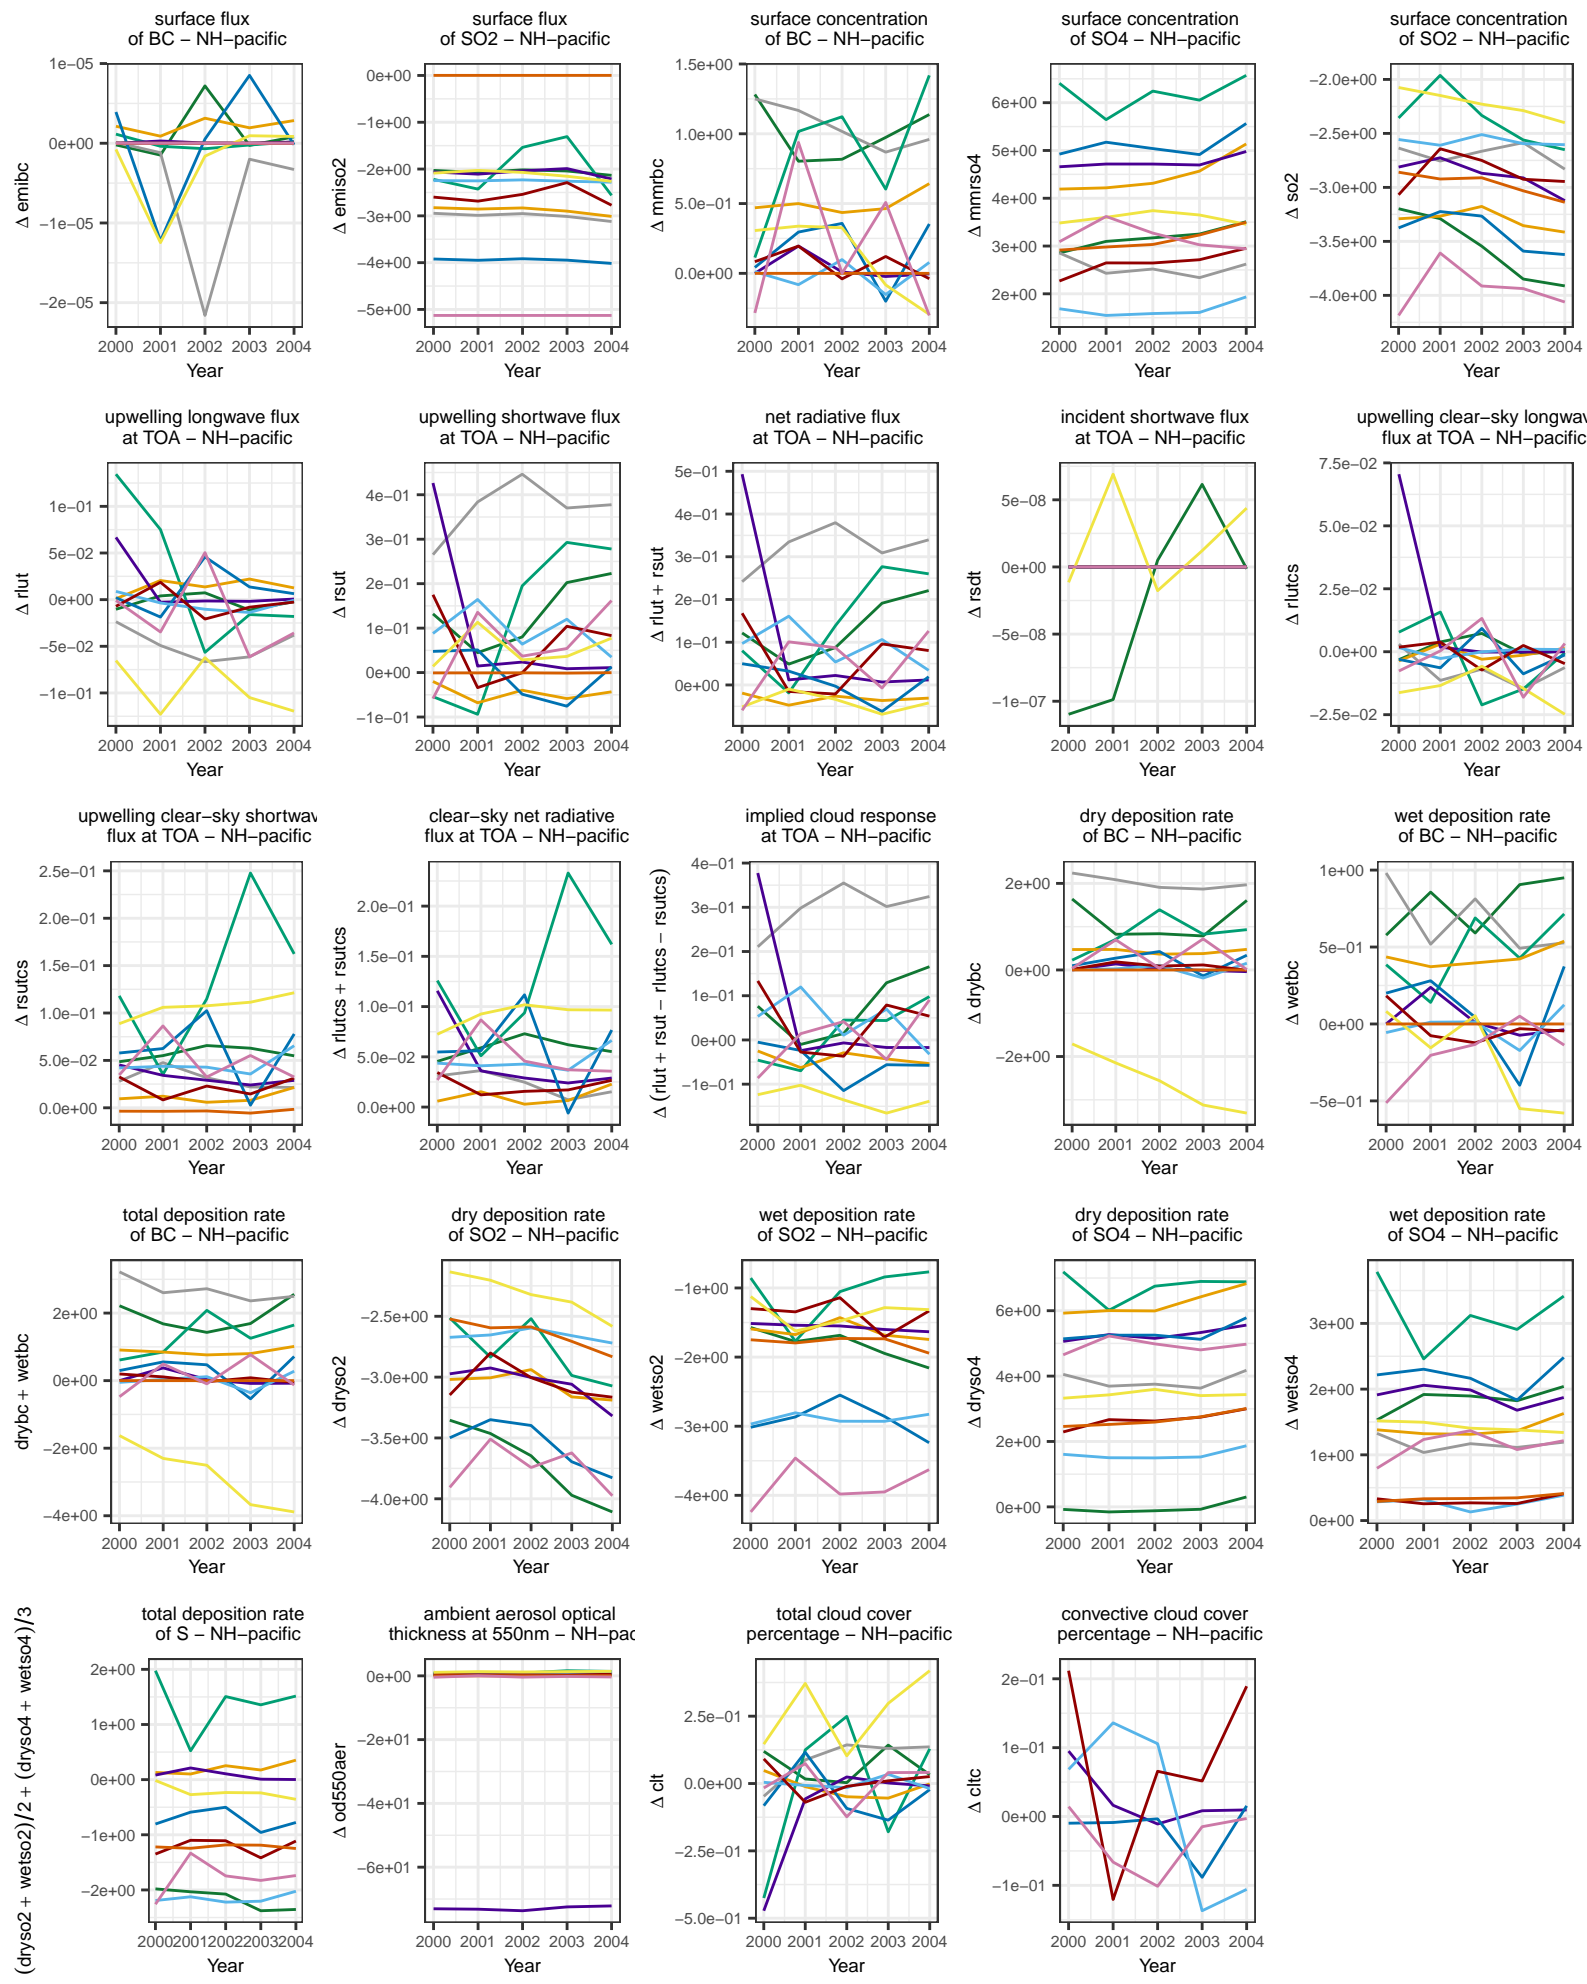 surface flux
of BC − NH−pacific
1e−05
0e+00
−1e−05
−2e−05
Δ emibc
2000 2001 2002 2003 2004
Year
surface flux
of SO2 − NH−pacific
0e+00
−1e+00
−2e+00
−3e+00
−4e+00
−5e+00
Δ emiso2
2000 2001 2002 2003 2004
Year
surface concentration
of BC − NH−pacific
1.5e+00
1.0e+00
5.0e−01
0.0e+00
Δ mmrbc
2000 2001 2002 2003 2004
Year
surface concentration
of SO4 − NH−pacific
6e+00
5e+00
4e+00
3e+00
2e+00
Δ mmrso4
2000 2001 2002 2003 2004
Year
surface concentration
of SO2 − NH−pacific
−2.0e+00
−2.5e+00
−3.0e+00
−3.5e+00
−4.0e+00
Δ so2
2000 2001 2002 2003 2004
Year
upwelling longwave flux
at TOA − NH−pacific
1e−01
5e−02
0e+00
−5e−02
−1e−01
Δ rlut
2000 2001 2002 2003 2004
Year
upwelling shortwave flux
at TOA − NH−pacific
4e−01
3e−01
2e−01
1e−01
0e+00
−1e−01
Δ rsut
2000 2001 2002 2003 2004
Year
net radiative flux
at TOA − NH−pacific
5e−01
4e−01
3e−01
2e−01
1e−01
0e+00
Δ rlut + rsut
2000 2001 2002 2003 2004
Year
incident shortwave flux
at TOA − NH−pacific
5e−08
0e+00
−5e−08
−1e−07
Δ rsdt
2000 2001 2002 2003 2004
Year
upwelling clear−sky longwav
flux at TOA − NH−pacific
7.5e−02
5.0e−02
2.5e−02
0.0e+00
−2.5e−02
Δ rlutcs
2000 2001 2002 2003 2004
Year
upwelling clear−sky shortwav
flux at TOA − NH−pacific
2.5e−01
2.0e−01
1.5e−01
1.0e−01
5.0e−02
0.0e+00
Δ rsutcs
2000 2001 2002 2003 2004
Year
clear−sky net radiative
flux at TOA − NH−pacific
2.0e−01
1.5e−01
1.0e−01
5.0e−02
0.0e+00
Δ rlutcs + rsutcs
2000 2001 2002 2003 2004
Year
implied cloud response
at TOA − NH−pacific
4e−01
3e−01
2e−01
1e−01
0e+00
−1e−01
Δ (rlut + rsut − rlutcs − rsutcs)
2000 2001 2002 2003 2004
Year
dry deposition rate
of BC − NH−pacific
2e+00
0e+00
−2e+00
Δ drybc
2000 2001 2002 2003 2004
Year
wet deposition rate
of BC − NH−pacific
1e+00
5e−01
0e+00
−5e−01
Δ wetbc
2000 2001 2002 2003 2004
Year
total deposition rate
of BC − NH−pacific
2e+00
0e+00
−2e+00
−4e+00
drybc + wetbc
2000 2001 2002 2003 2004
Year
dry deposition rate
of SO2 − NH−pacific
−2.5e+00
−3.0e+00
−3.5e+00
−4.0e+00
Δ dryso2
2000 2001 2002 2003 2004
Year
wet deposition rate
of SO2 − NH−pacific
−1e+00
−2e+00
−3e+00
−4e+00
Δ wetso2
2000 2001 2002 2003 2004
Year
dry deposition rate
of SO4 − NH−pacific
6e+00
4e+00
2e+00
0e+00
Δ dryso4
2000 2001 2002 2003 2004
Year
wet deposition rate
of SO4 − NH−pacific
3e+00
2e+00
1e+00
0e+00
Δ wetso4
2000 2001 2002 2003 2004
Year
total deposition rate
of S − NH−pacific
2e+00
1e+00
0e+00
−1e+00
−2e+00
(dryso2 + wetso2)/2 + (dryso4 + wetso4)/3
2000 2001 2002 2003 2004
Year
ambient aerosol optical
thickness at 550nm − NH−pac
0e+00
−2e+01
−4e+01
−6e+01
Δ od550aer
2000 2001 2002 2003 2004
Year
total cloud cover
percentage − NH−pacific
2.5e−01
0.0e+00
−2.5e−01
−5.0e−01
Δ clt
2000 2001 2002 2003 2004
Year
convective cloud cover
percentage − NH−pacific
2e−01
1e−01
0e+00
−1e−01
Δ cltc
2000 2001 2002 2003 2004
Year